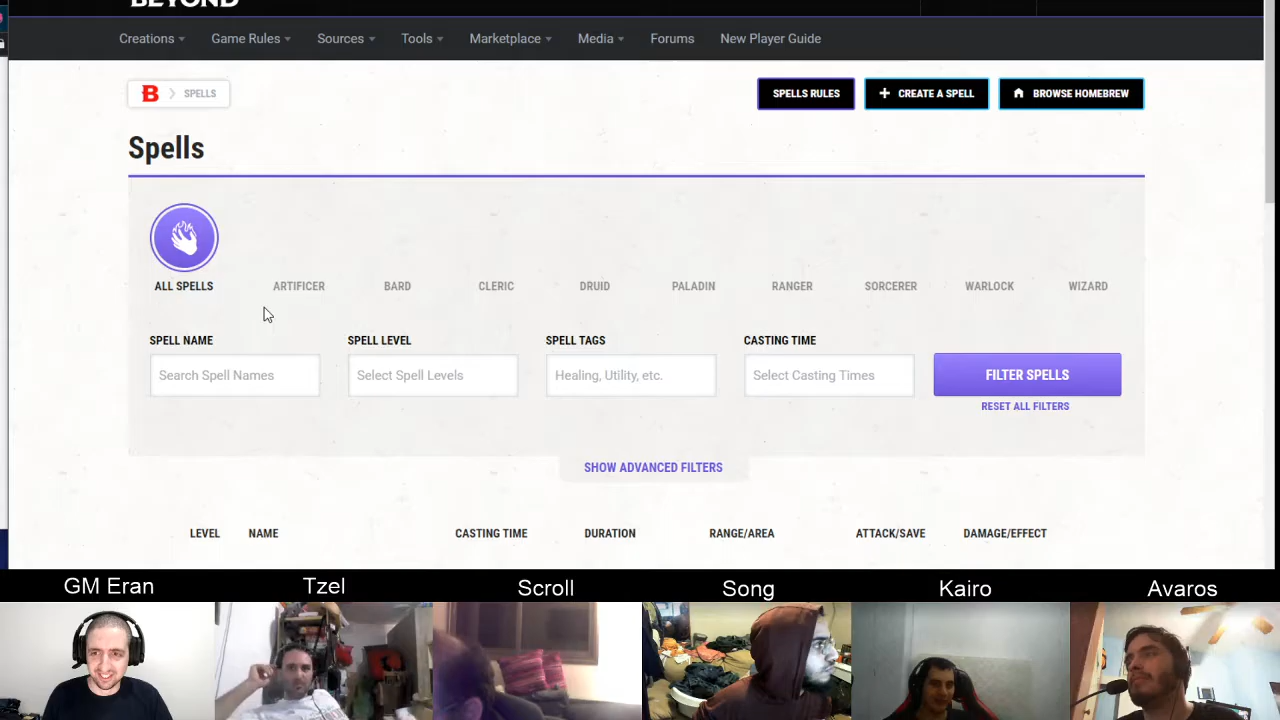 BEYOND
Creations Game Rules Sources Tools Marketplace Media Forums New Player Guide
B SPELLS
SPELLS RULES + CREATE A SPELL BROWSE HOMEBREW
Spells
ALL SPELLS ARTIFICER BARD CLERIC DRUID PALADIN RANGER SORCERER WARLOCK WIZARD
SPELL NAME SPELL LEVEL SPELL TAGS CASTING TIME
Search Spell Names Select Spell Levels Healing, Utility, etc. Select Casting Times FILTER SPELLS
RESET ALL FILTERS
SHOW ADVANCED FILTERS
LEVEL NAME CASTING TIME DURATION RANGE/AREA ATTACK/SAVE DAMAGE/EFFECT
GM Eran Tzel Scroll Song Kairo Avaros